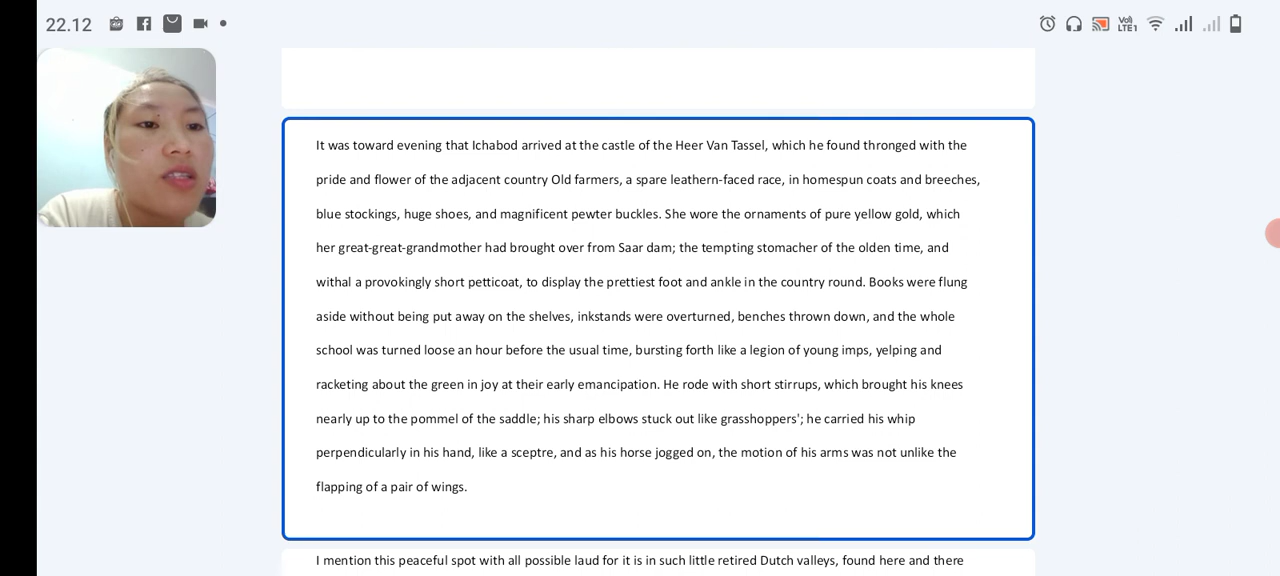 22.12
VoS
LTE1
It was toward evening that Ichabod arrived at the castle of the Heer Van Tassel, which he found thronged with the
pride and flower of the adjacent country Old farmers, a spare leathern-faced race, in homespun coats and breeches,
blue stockings, huge shoes, and magnificent pewter buckles. She wore the ornaments of pure yellow gold, which
her great-great-grandmother had brought over from Saar dam; the tempting stomacher of the olden time, and
withal a provokingly short petticoat, to display the prettiest foot and ankle in the country round. Books were flung
aside without being put away on the shelves, inkstands were overturned, benches thrown down, and the whole
school was turned loose an hour before the usual time, bursting forth like a legion of young imps, yelping and
racketing about the green in joy at their early emancipation. He rode with short stirrups, which brought his knees
nearly up to the pommel of the saddle; his sharp elbows stuck out like grasshoppers'; he carried his whip
perpendicularly in his hand, like a sceptre, and as his horse jogged on, the motion of his arms was not unlike the
flapping of a pair of wings.
I mention this peaceful spot with all possible laud for it is in such little retired Dutch valleys, found here and there